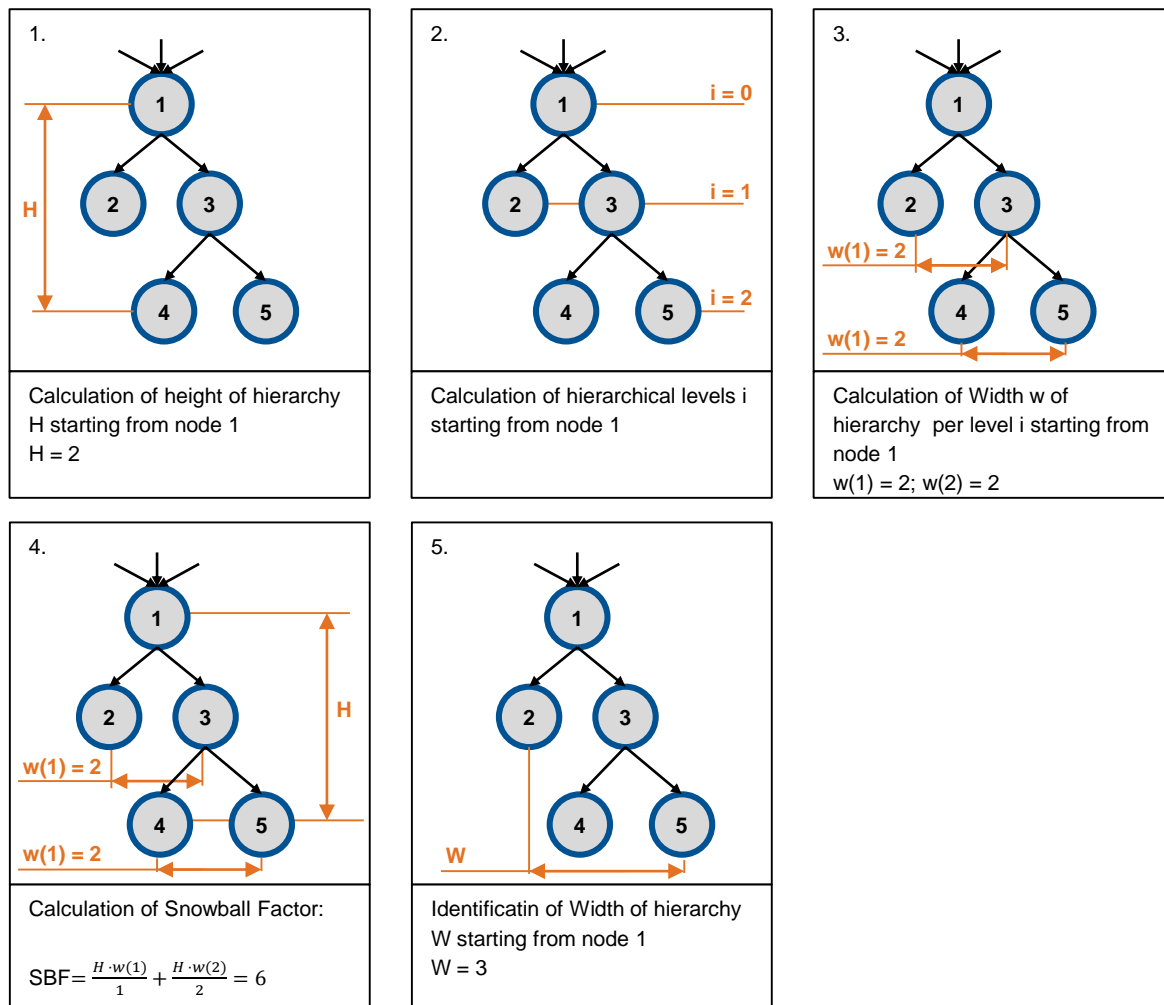 1.
1
2
3
4
5
H
Calculation of height of hierarchy
H starting from node 1
H = 2
2.
1
i = 0
2
3
i = 1
4
5
i = 2
Calculation of hierarchical levels i
starting from node 1
3.
1
2
3
w(1) = 2
4
5
w(1) = 2
Calculation of Width w of
hierarchy per level i starting from
node 1
w(1) = 2; w(2) = 2
4.
1
2
3
H
w(1) = 2
4
5
w(1) = 2
Calculation of Snowball Factor:
SBF= H·w(1)/1 + H·w(2)/2 = 6
5.
1
2
3
4
5
W
Identificatin of Width of hierarchy
W starting from node 1
W = 3